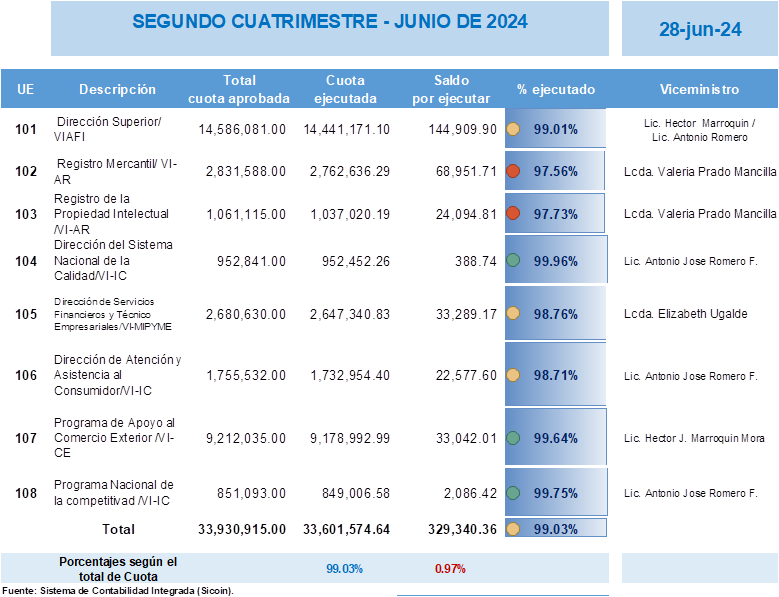 SEGUNDO CUATRIMESTRE - JUNIO DE 2024
28-jun-24
UE Descripción Total cuota aprobada Cuota ejecutada Saldo por ejecutar % ejecutado Viceministro
101 Dirección Superior/ VIAFI 14,586,081.00 14,441,171.10 144,909.90 99.01% Lic. Hector Marroquin / Lic. Antonio Romero
102 Registro Mercantil/ VI-AR 2,831,588.00 2,762,636.29 68,951.71 97.56% Lcda. Valeria Prado Mancilla
103 Registro de la Propiedad Intelectual /VI-AR 1,061,115.00 1,037,020.19 24,094.81 97.73% Lcda. Valeria Prado Mancilla
104 Dirección del Sistema Nacional de la Calidad/VI-IC 952,841.00 952,452.26 388.74 99.96% Lic. Antonio Jose Romero F.
105 Dirección de Servicios Financieros y Técnico Empresariales/VI-MIPYME 2,680,630.00 2,647,340.83 33,289.17 98.76% Lcda. Elizabeth Ugalde
106 Dirección de Atención y Asistencia al Consumidor/VI-IC 1,755,532.00 1,732,954.40 22,577.60 98.71% Lic. Antonio Jose Romero F.
107 Programa de Apoyo al Comercio Exterior /VI-CE 9,212,035.00 9,178,992.99 33,042.01 99.64% Lic. Hector J. Marroquin Mora
108 Programa Nacional de la competitivad /VI-IC 851,093.00 849,006.58 2,086.42 99.75% Lic. Antonio Jose Romero F.
Total 33,930,915.00 33,601,574.64 329,340.36 99.03%
Porcentajes según el total de Cuota 99.03% 0.97%
Fuente: Sistema de Contabilidad Integrada (Sicoin).